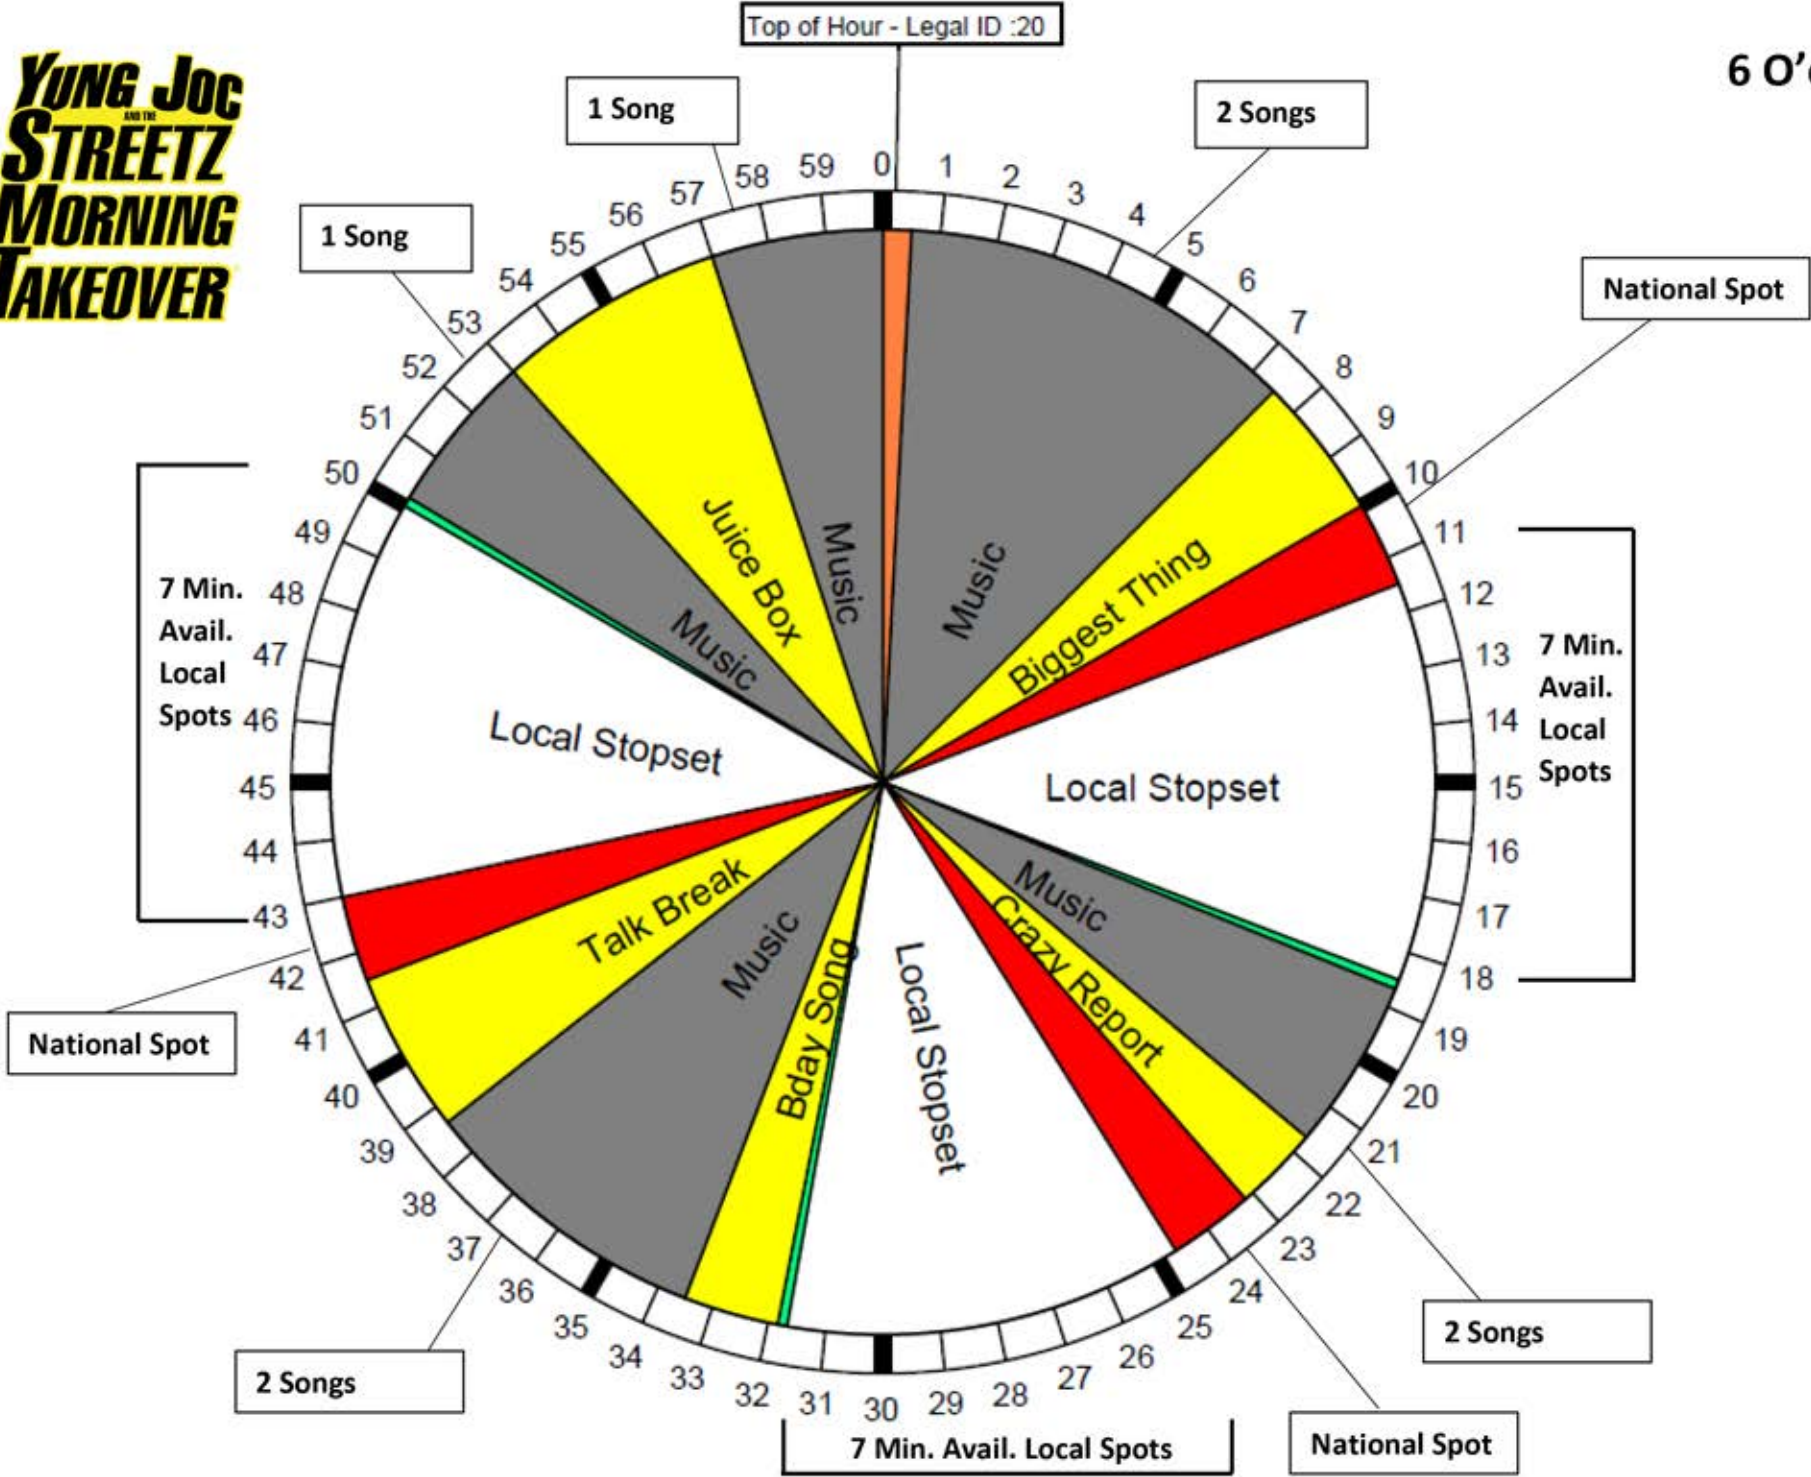 YUNG JOC
AND THE
STREETZ
MORNING
TAKEOVER
Top of Hour - Legal ID :20
6 O'
1 Song
2 Songs
1 Song
National Spot
0
1
2
3
4
5
6
7
8
9
10
11
12
13
14
15
16
17
18
19
20
21
22
23
24
25
26
27
28
29
30
31
32
33
34
35
36
37
38
39
40
41
42
43
44
45
46
47
48
49
50
51
52
53
54
55
56
57
58
59
Music
Biggest Thing
Local Stopset
Music
Crazy Report
Local Stopset
Bday Song
Music
Talk Break
Local Stopset
Music
Juice Box
Music
7 Min.
Avail.
Local
Spots
7 Min.
Avail.
Local
Spots
National Spot
2 Songs
2 Songs
National Spot
7 Min. Avail. Local Spots